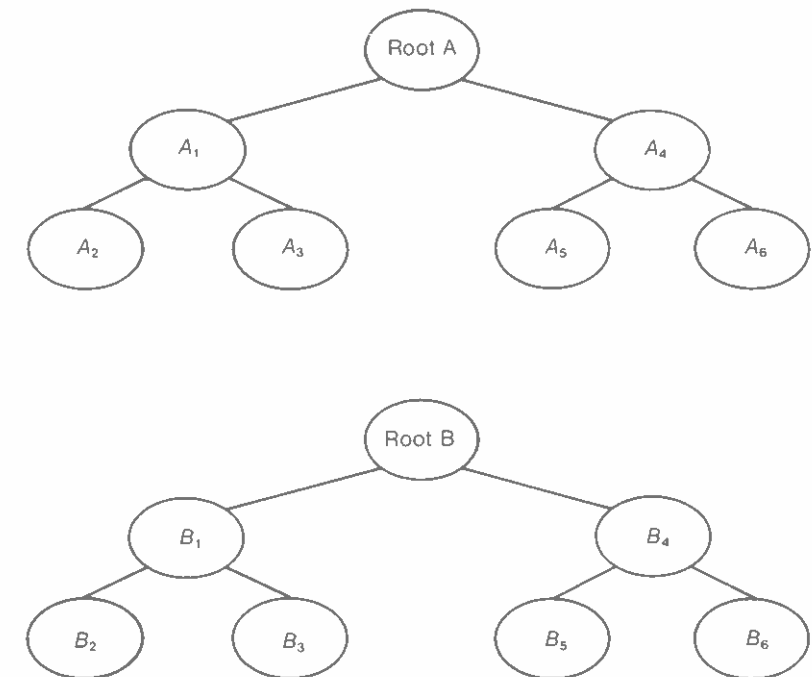 Root A
A₁ A₄
A₂ A₃ A₅ A₆
Root B
B₁ B₄
B₂ B₃ B₅ B₆